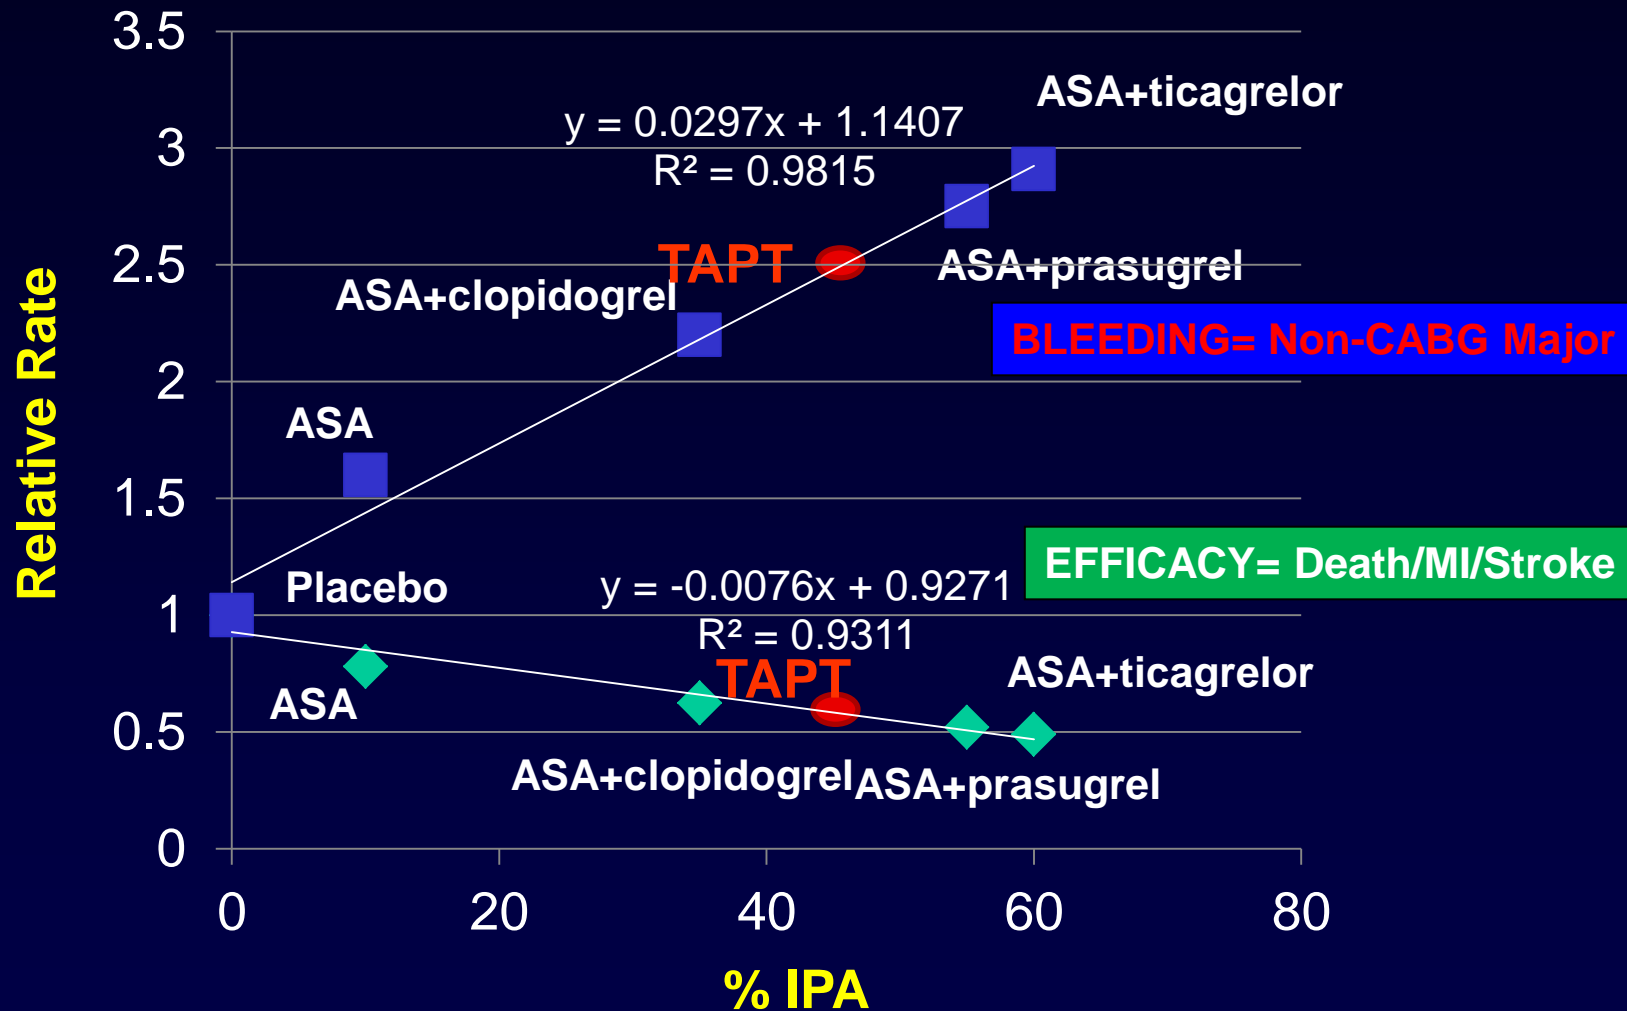 3.5
ASA+ticagrelor
y = 0.0297x + 1.1407
R² = 0.9815
3
TAPT
2.5
ASA+prasugrel
ASA+clopidogrel
BLEEDING= Non-CABG Major
2
ASA
1.5
EFFICACY= Death/MI/Stroke
Placebo
y = -0.0076x + 0.9271
R² = 0.9311
1
TAPT
ASA+ticagrelor
ASA
0.5
ASA+clopidogrel
ASA+prasugrel
0
0
20
40
60
80
% IPA
Relative Rate